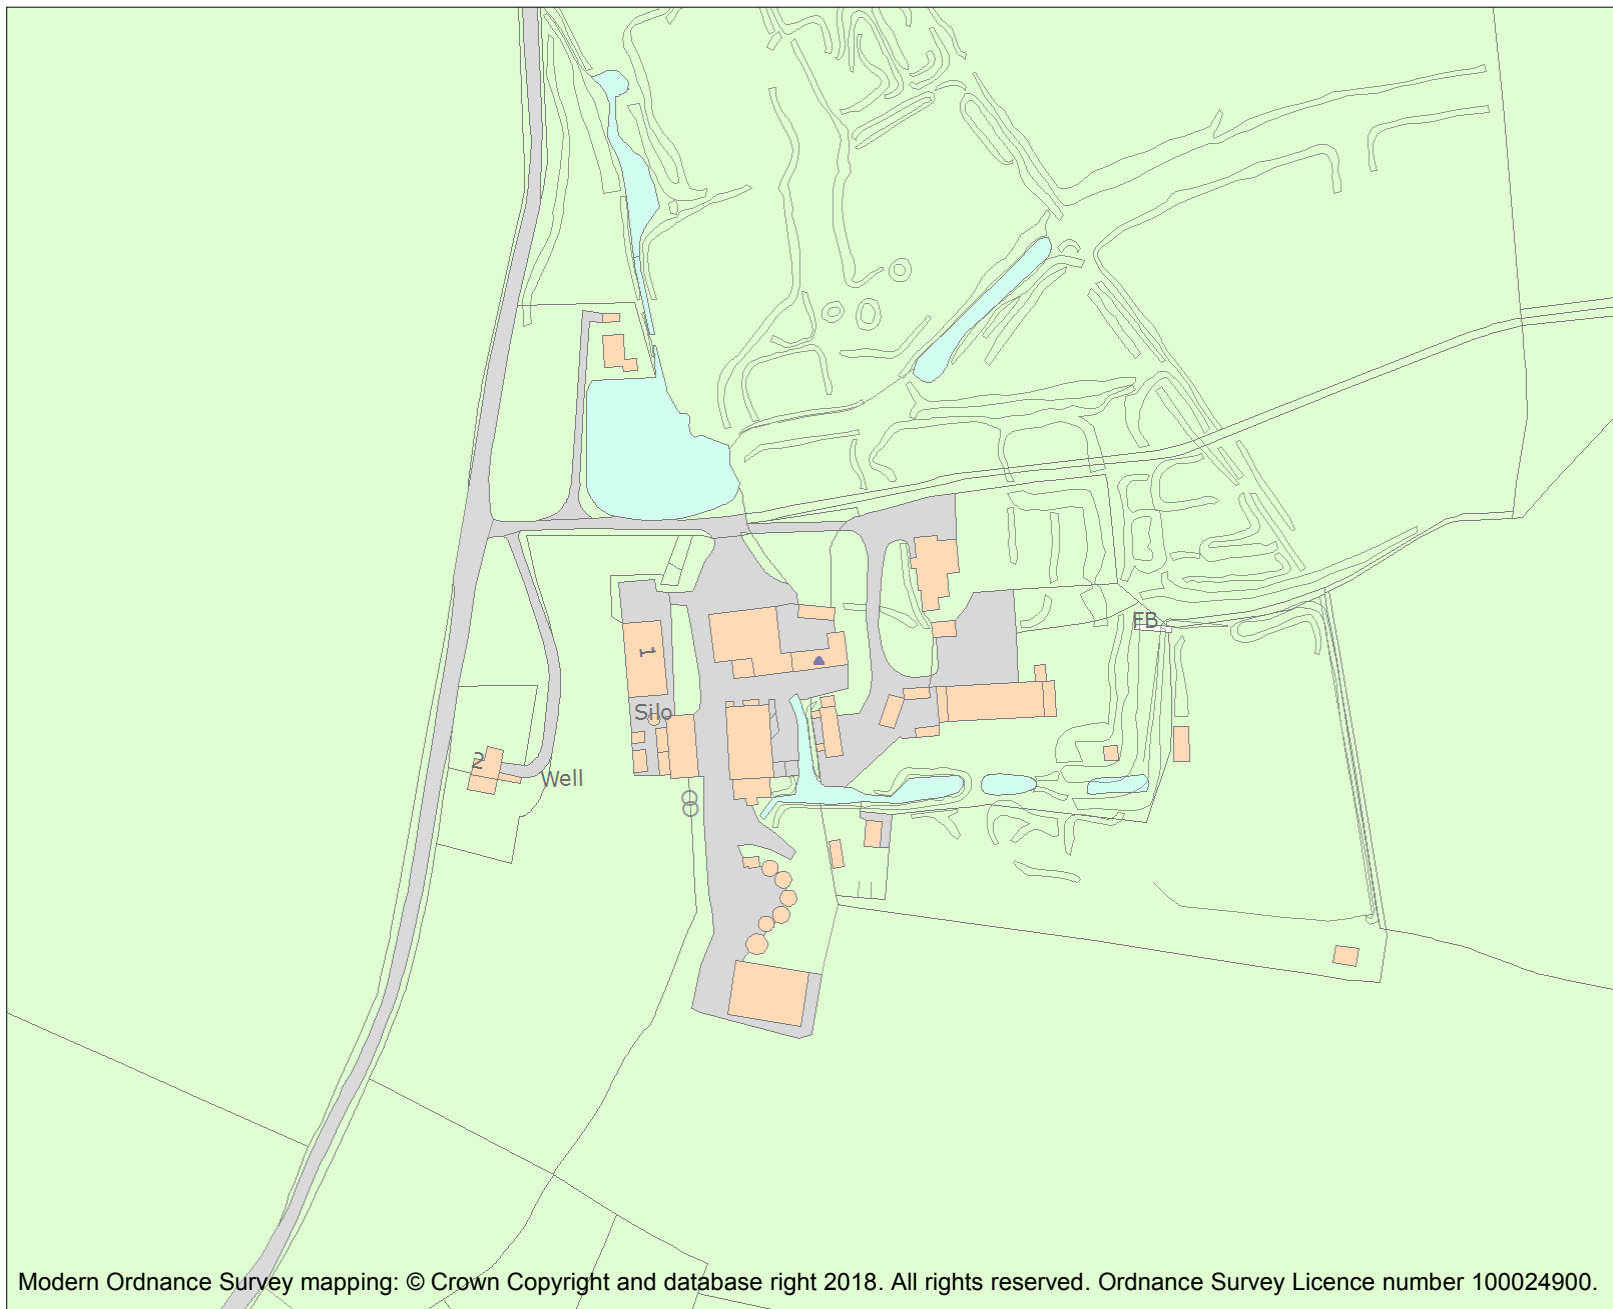 FB
1
Silo
2
Well
Modern Ordnance Survey mapping: © Crown Copyright and database right 2018. All rights reserved. Ordnance Survey Licence number 100024900.